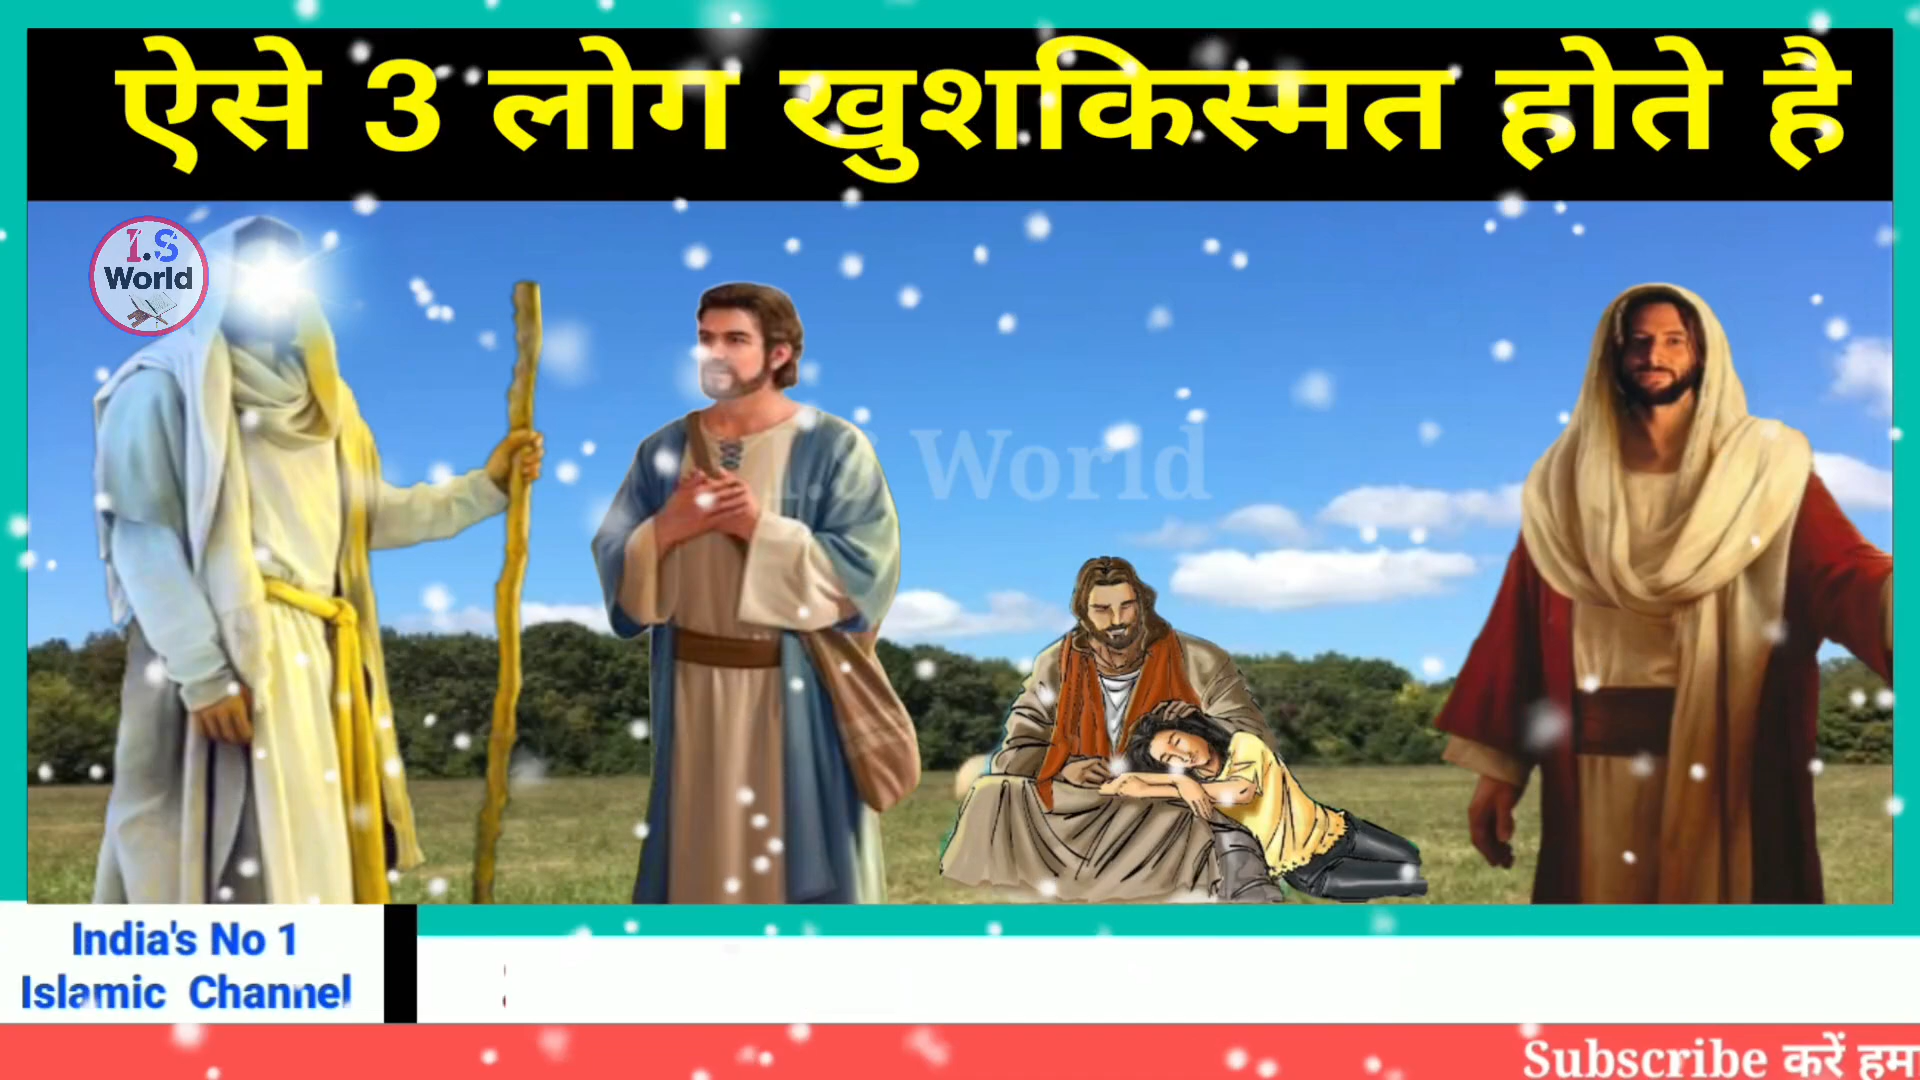 ऐसे 3 लोग खुशकिस्मत होते है
I.S
World
I.S World
India's No 1
Islamic Channel
Subscribe करें हम